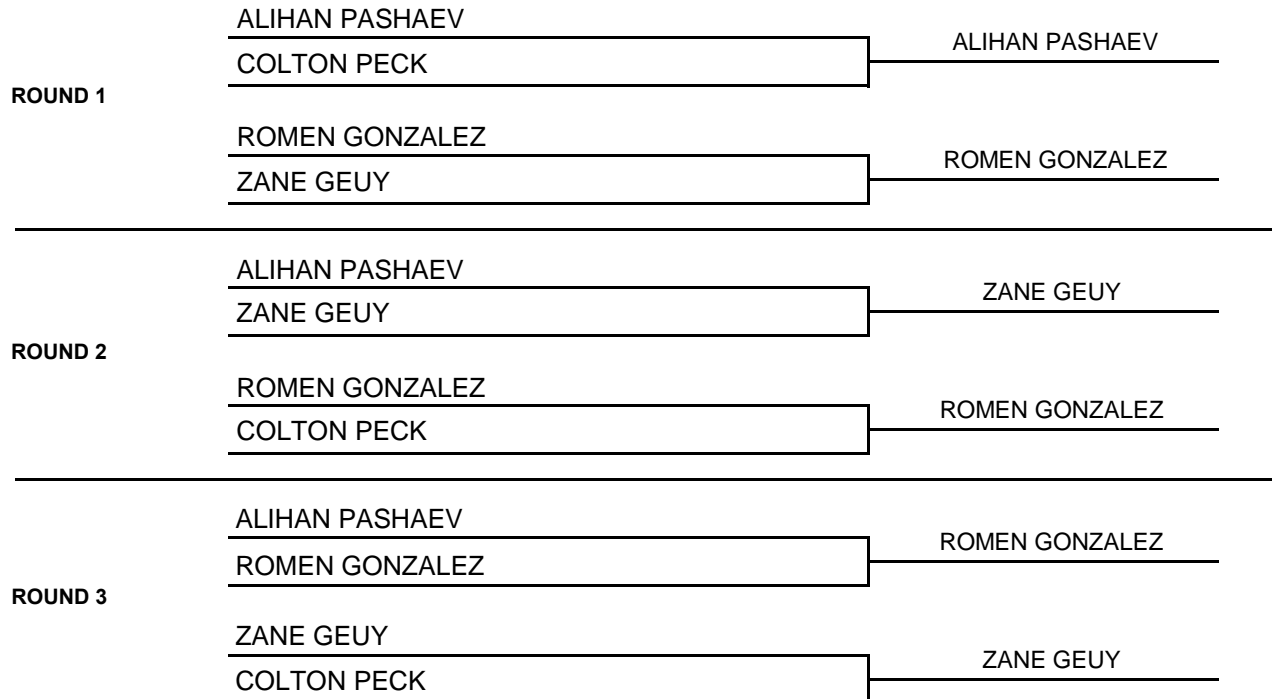 ALIHAN PASHAEV
ALIHAN PASHAEV
COLTON PECK
ROUND 1
ROMEN GONZALEZ
ROMEN GONZALEZ
ZANE GEUY
ALIHAN PASHAEV
ZANE GEUY
ZANE GEUY
ROUND 2
ROMEN GONZALEZ
ROMEN GONZALEZ
COLTON PECK
ALIHAN PASHAEV
ROMEN GONZALEZ
ROMEN GONZALEZ
ROUND 3
ZANE GEUY
ZANE GEUY
COLTON PECK